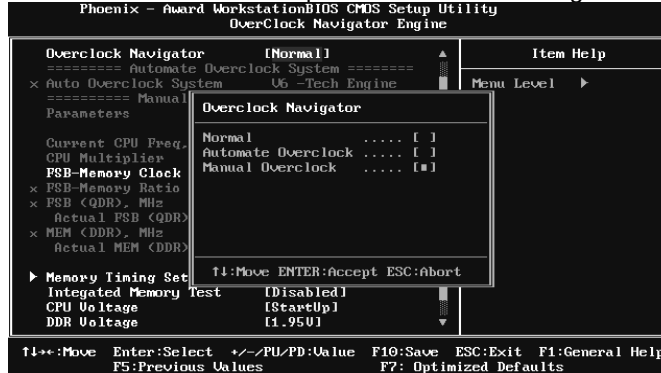 Phoenix - Award WorkstationBIOS CMOS Setup Utility
OverClock Navigator Engine
Overclock Navigator [Normal] ▲ Item Help
========= Automate Overclock System ========
x Auto Overclock System V6 -Tech Engine Menu Level ▶
========== Manual
Parameters
Current CPU Freq,
CPU Multiplier
FSB-Memory Clock
x FSB-Memory Ratio
x FSB (QDR), MHz
Actual FSB (QDR)
x MEM (DDR), MHz
Actual MEM (DDR)
▶ Memory Timing Set
Integated Memory Test [Disabled]
CPU Voltage [StartUp]
DDR Voltage [1.95V] ▼
Overclock Navigator
Normal ..... [ ]
Automate Overclock ..... [ ]
Manual Overclock ..... [■]
↑↓:Move ENTER:Accept ESC:Abort
↑↓→←:Move Enter:Select +/-/PU/PD:Value F10:Save ESC:Exit F1:General Help
F5:Previous Values F7: Optimized Defaults